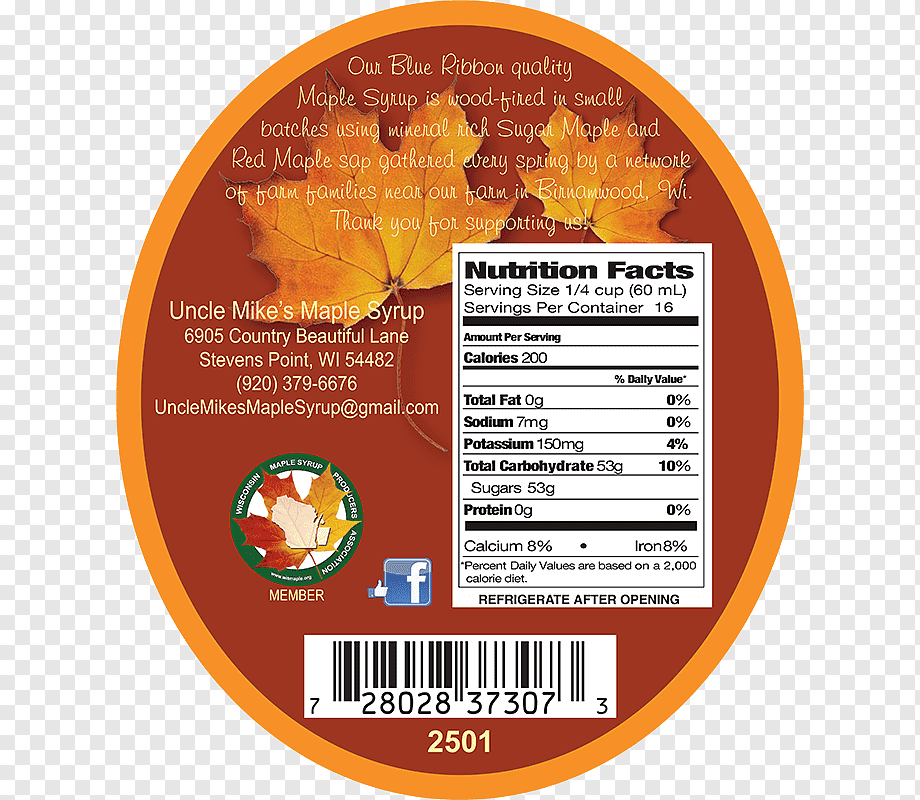 Our Blue Ribbon quality
Maple Syrup is wood-fired in small
batches using mineral rich Sugar Maple and
Red Maple sap gathered every spring by a network
of farm families near our farm in Birnamwood, Wi.
Thank you for supporting us!
Uncle Mike's Maple Syrup
6905 Country Beautiful Lane
Stevens Point, WI 54482
(920) 379-6676
UncleMikesMapleSyrup@gmail.com
WISCONSIN MAPLE SYRUP PRODUCERS ASSOCIATION
www.wismaple.org
MEMBER
f
Nutrition Facts
Serving Size 1/4 cup (60 mL)
Servings Per Container 16
Amount Per Serving
Calories 200
% Daily Value*
Total Fat 0g 0%
Sodium 7mg 0%
Potassium 150mg 4%
Total Carbohydrate 53g 10%
Sugars 53g
Protein 0g 0%
Calcium 8% • Iron 8%
*Percent Daily Values are based on a 2,000
calorie diet.
REFRIGERATE AFTER OPENING
7 28028 37307 3
2501